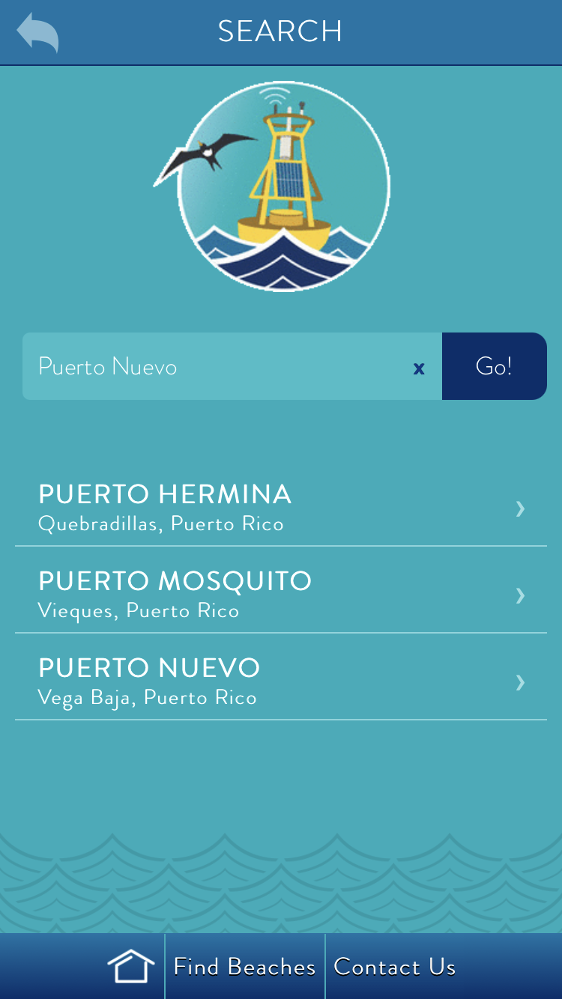 SEARCH
Puerto Nuevo x Go!
PUERTO HERMINA
Quebradillas, Puerto Rico
PUERTO MOSQUITO
Vieques, Puerto Rico
PUERTO NUEVO
Vega Baja, Puerto Rico
Find Beaches Contact Us